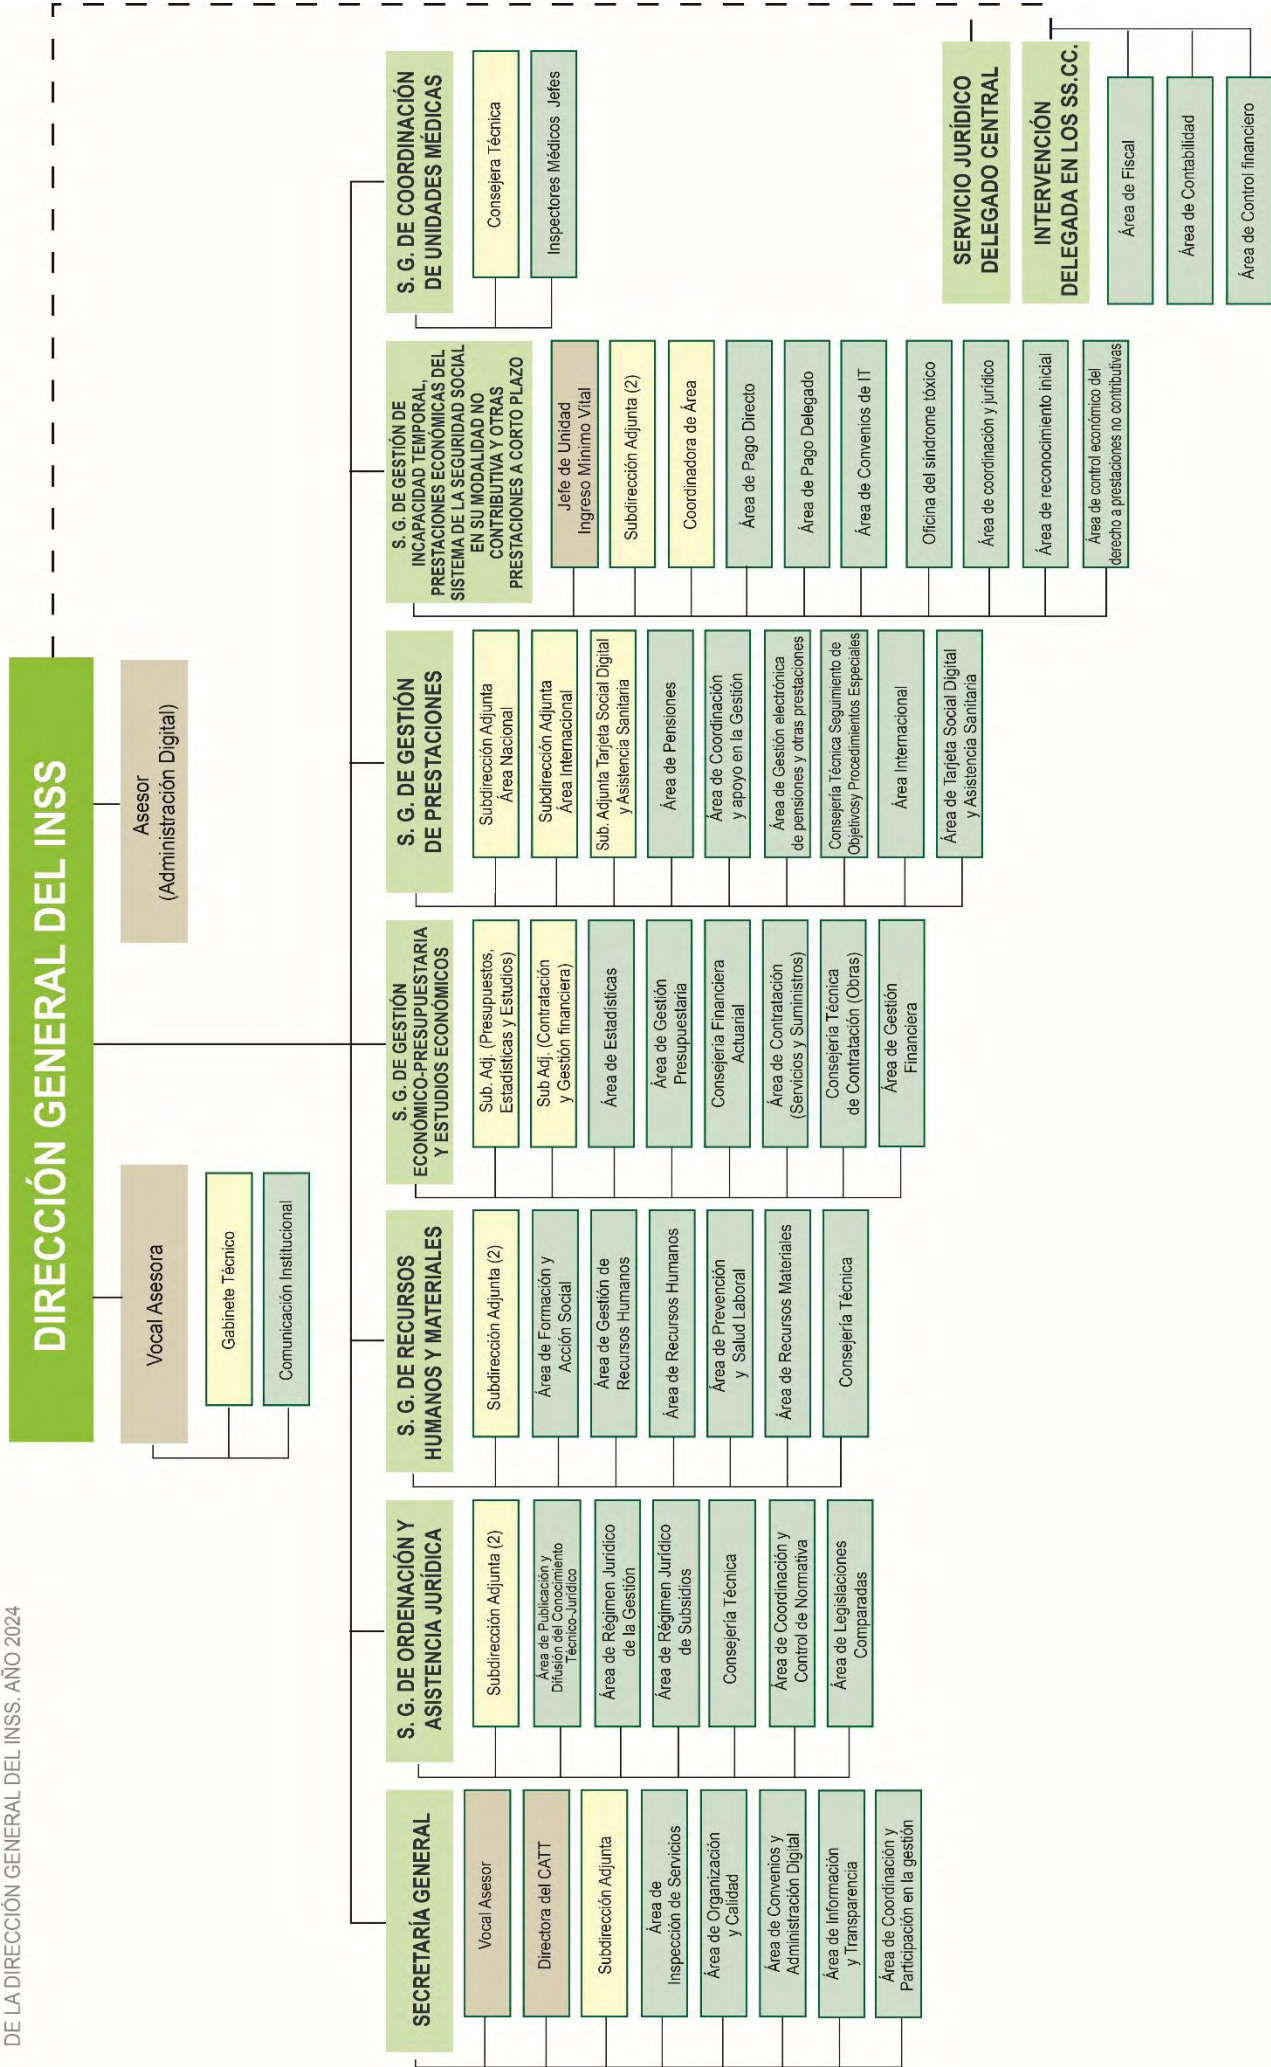 DE LA DIRECCIÓN GENERAL DEL INSS. AÑO 2024
DIRECCIÓN GENERAL DEL INSS
Vocal Asesora
Gabinete Técnico
Comunicación Institucional
Asesor
(Administración Digital)
SECRETARÍA GENERAL
Vocal Asesor
Directora del CATT
Subdirección Adjunta
Área de
Inspección de Servicios
Área de Organización
y Calidad
Área de Convenios y
Administración Digital
Área de Información
y Transparencia
Área de Coordinación y
Participación en la gestión
S. G. DE ORDENACIÓN Y
ASISTENCIA JURÍDICA
Subdirección Adjunta (2)
Área de Publicación y
Difusión del Conocimiento
Técnico-Jurídico
Área de Régimen Jurídico
de la Gestión
Área de Régimen Jurídico
de Subsidios
Consejería Técnica
Área de Coordinación y
Control de Normativa
Área de Legislaciones
Comparadas
S. G. DE RECURSOS
HUMANOS Y MATERIALES
Subdirección Adjunta (2)
Área de Formación y
Acción Social
Área de Gestión de
Recursos Humanos
Área de Recursos Humanos
Área de Prevención
y Salud Laboral
Área de Recursos Materiales
Consejería Técnica
S. G. DE GESTIÓN
ECONÓMICO-PRESUPUESTARIA
Y ESTUDIOS ECONÓMICOS
Sub. Adj. (Presupuestos,
Estadísticas y Estudios)
Sub Adj. (Contratación
y Gestión financiera)
Área de Estadísticas
Área de Gestión
Presupuestaria
Consejería Financiera
Actuarial
Área de Contratación
(Servicios y Suministros)
Consejería Técnica
de Contratación (Obras)
Área de Gestión
Financiera
S. G. DE GESTIÓN
DE PRESTACIONES
Subdirección Adjunta
Área Nacional
Subdirección Adjunta
Área Internacional
Sub. Adjunta Tarjeta Social Digital
y Asistencia Sanitaria
Área de Pensiones
Área de Coordinación
y apoyo en la Gestión
Área de Gestión electrónica
de pensiones y otras prestaciones
Consejería Técnica Seguimiento de
Objetivosy Procedimientos Especiales
Área Internacional
Área de Tarjeta Social Digital
y Asistencia Sanitaria
S. G. DE GESTIÓN DE
INCAPACIDAD TEMPORAL,
PRESTACIONES ECONÓMICAS DEL
SISTEMA DE LA SEGURIDAD SOCIAL
EN SU MODALIDAD NO
CONTRIBUTIVA Y OTRAS
PRESTACIONES A CORTO PLAZO
Jefe de Unidad
Ingreso Mínimo Vital
Subdirección Adjunta (2)
Coordinadora de Área
Área de Pago Directo
Área de Pago Delegado
Área de Convenios de IT
Oficina del síndrome tóxico
Área de coordinación y jurídico
Área de reconocimiento inicial
Área de control económico del
derecho a prestaciones no contributivas
S. G. DE COORDINACIÓN
DE UNIDADES MÉDICAS
Consejera Técnica
Inspectores Médicos Jefes
SERVICIO JURÍDICO
DELEGADO CENTRAL
INTERVENCIÓN
DELEGADA EN LOS SS.CC.
Área de Fiscal
Área de Contabilidad
Área de Control financiero